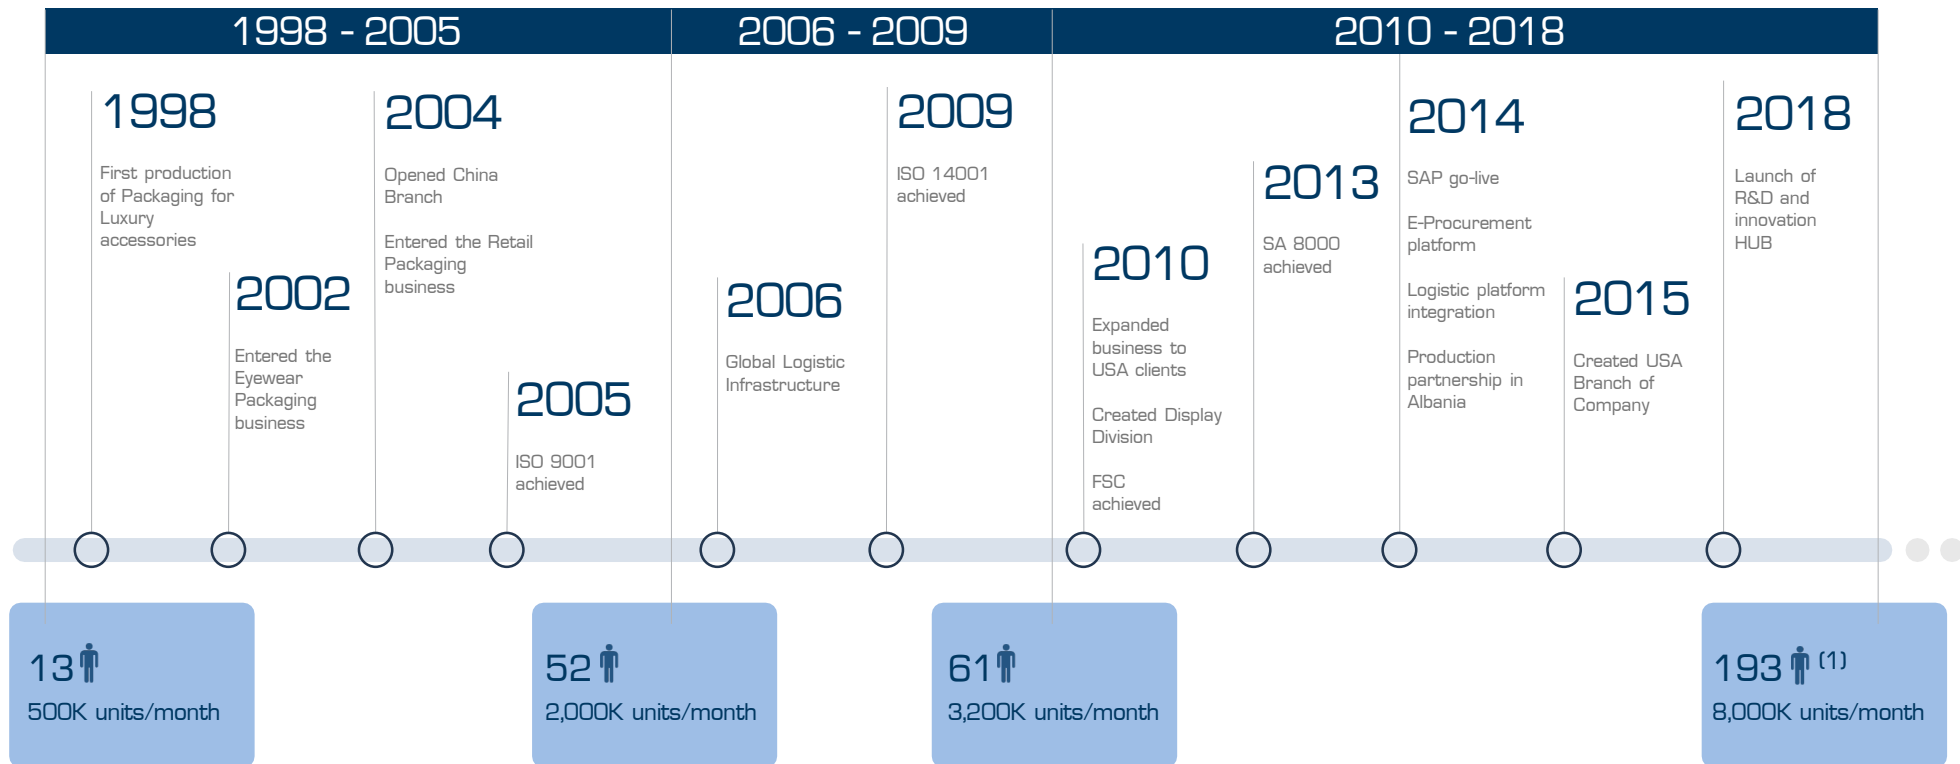 1998 - 2005
2006 - 2009
2010 - 2018
1998
First production
of Packaging for
Luxury
accessories
2002
Entered the
Eyewear
Packaging
business
2004
Opened China
Branch
Entered the Retail
Packaging
business
2005
ISO 9001
achieved
2006
Global Logistic
Infrastructure
2009
ISO 14001
achieved
2010
Expanded
business to
USA clients
Created Display
Division
FSC
achieved
2013
SA 8000
achieved
2014
SAP go-live
E-Procurement
platform
Logistic platform
integration
Production
partnership in
Albania
2015
Created USA
Branch of
Company
2018
Launch of
R&D and
innovation
HUB
13
500K units/month
52
2,000K units/month
61
3,200K units/month
193 (1)
8,000K units/month